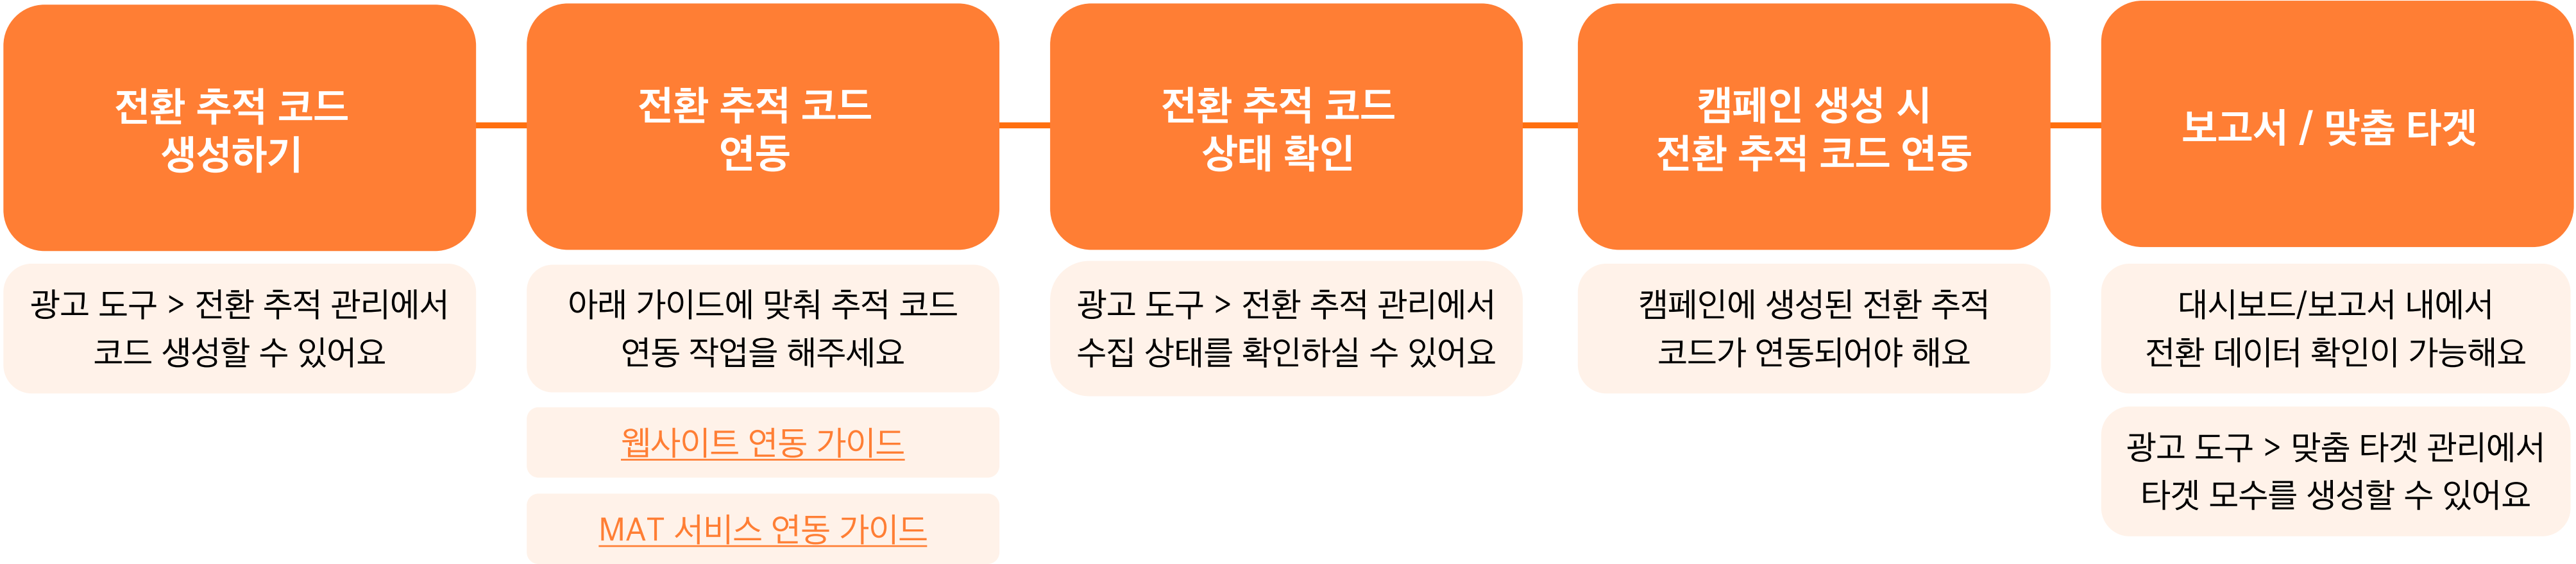 전환 추적 코드
생성하기
광고 도구 > 전환 추적 관리에서
코드 생성할 수 있어요
전환 추적 코드
연동
아래 가이드에 맞춰 추적 코드
연동 작업을 해주세요
웹사이트 연동 가이드
MAT 서비스 연동 가이드
전환 추적 코드
상태 확인
광고 도구 > 전환 추적 관리에서
수집 상태를 확인하실 수 있어요
캠페인 생성 시
전환 추적 코드 연동
캠페인에 생성된 전환 추적
코드가 연동되어야 해요
보고서 / 맞춤 타겟
대시보드/보고서 내에서
전환 데이터 확인이 가능해요
광고 도구 > 맞춤 타겟 관리에서
타겟 모수를 생성할 수 있어요